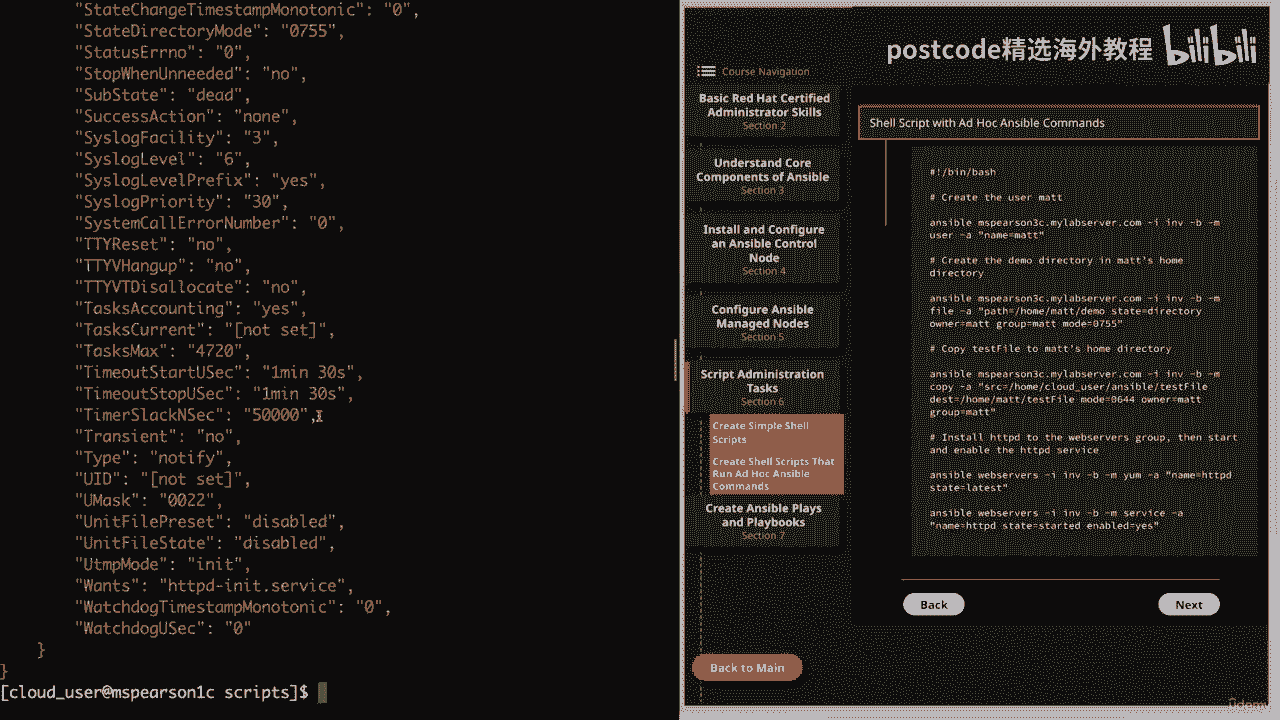 "StateChangeTimestampMonotonic": "0",
"StateDirectoryMode": "0755",
"StatusErrno": "0",
"StopWhenUnneeded": "no",
"SubState": "dead",
"SuccessAction": "none",
"SyslogFacility": "3",
"SyslogLevel": "6",
"SyslogLevelPrefix": "yes",
"SyslogPriority": "30",
"SystemCallErrorNumber": "0",
"TTYReset": "no",
"TTYVHangup": "no",
"TTYVTDisallocate": "no",
"TasksAccounting": "yes",
"TasksCurrent": "[not set]",
"TasksMax": "4720",
"TimeoutStartUSec": "1min 30s",
"TimeoutStopUSec": "1min 30s",
"TimerSlackNSec": "50000",
"Transient": "no",
"Type": "notify",
"UID": "[not set]",
"UMask": "0022",
"UnitFilePreset": "disabled",
"UnitFileState": "disabled",
"UtmpMode": "init",
"Wants": "httpd-init.service",
"WatchdogTimestampMonotonic": "0",
"WatchdogUSec": "0"
}
}
[cloud_user@mspearson1c scripts]$
postcode精选海外教程 bilibili
Course Navigation
Basic Red Hat Certified
Administrator Skills
Section 2
Understand Core
Components of Ansible
Section 3
Install and Configure
an Ansible Control
Node
Section 4
Configure Ansible
Managed Nodes
Section 5
Script Administration
Tasks
Section 6
Create Simple Shell
Scripts
Create Shell Scripts That
Run Ad Hoc Ansible
Commands
Create Ansible Plays
and Playbooks
Section 7
Back to Main
Shell Script with Ad Hoc Ansible Commands
#!/bin/bash
# Create the user matt
ansible mspearson3c.mylabserver.com -i inv -b -m
user -a "name=matt"
# Create the demo directory in matt's home
directory
ansible mspearson3c.mylabserver.com -i inv -b -m
file -a "path=/home/matt/demo state=directory
owner=matt group=matt mode=0755"
# Copy testFile to matt's home directory
ansible mspearson3c.mylabserver.com -i inv -b -m
copy -a "src=/home/cloud_user/ansible/testFile
dest=/home/matt/testFile mode=0644 owner=matt
group=matt"
# Install httpd to the webservers group, then start
and enable the httpd service
ansible webservers -i inv -b -m yum -a "name=httpd
state=latest"
ansible webservers -i inv -b -m service -a
"name=httpd state=started enabled=yes"
Back
Next
Udemy